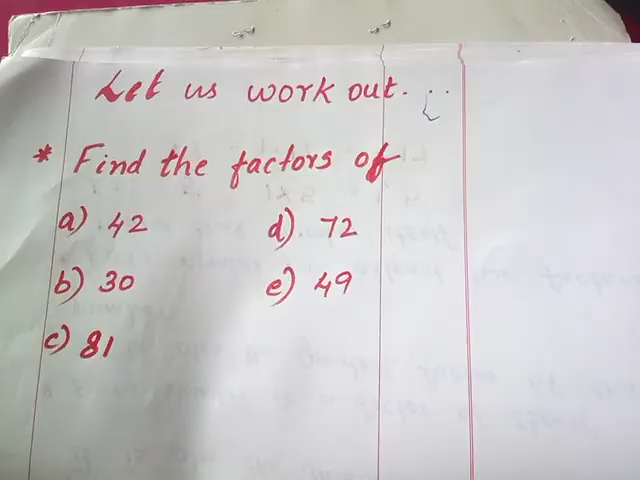 Let us work out...
* Find the factors of
a) 42 d) 72
b) 30 e) 49
c) 81